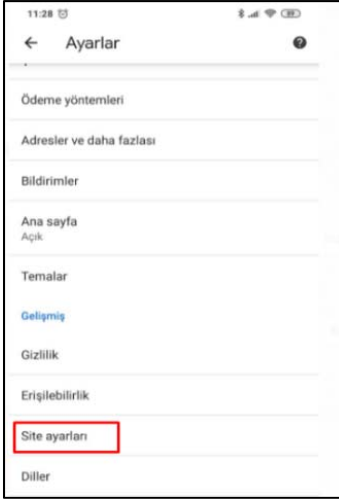 11:28
Ayarlar
Ödeme yöntemleri
Adresler ve daha fazlası
Bildirimler
Ana sayfa
Açık
Temalar
Gelişmiş
Gizlilik
Erişilebilirlik
Site ayarları
Diller